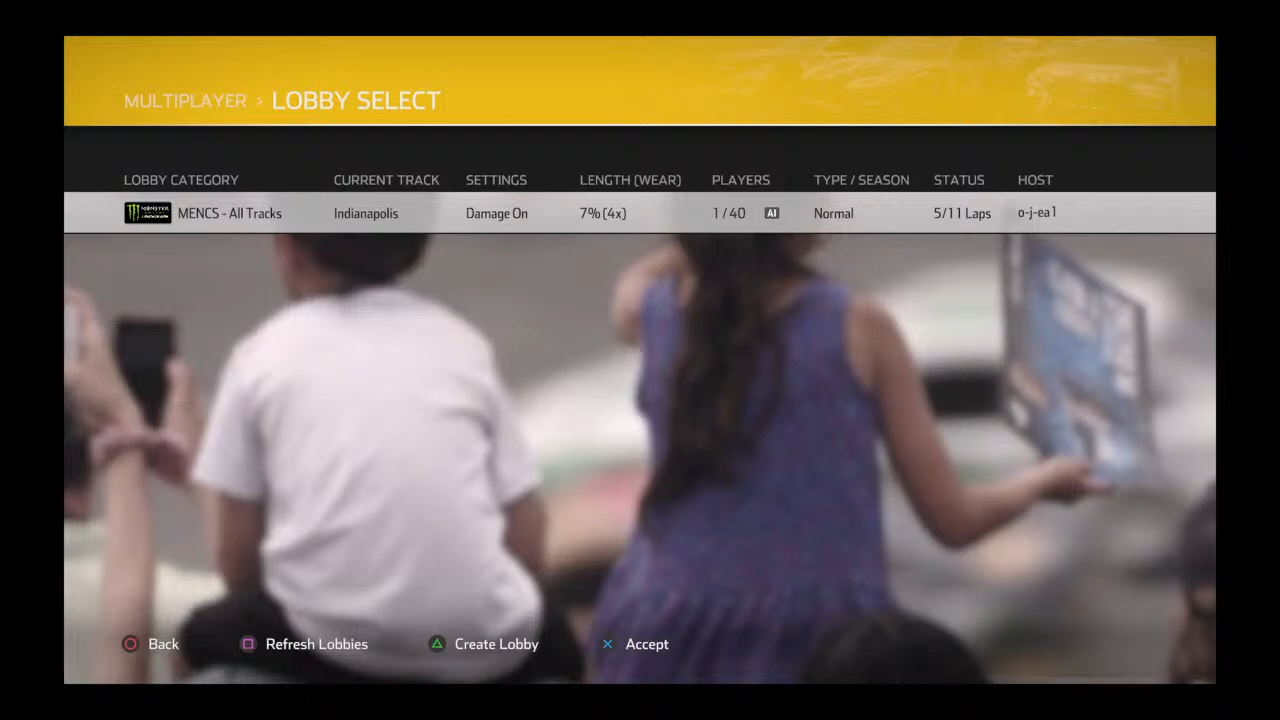 MULTIPLAYER > LOBBY SELECT
LOBBY CATEGORY CURRENT TRACK SETTINGS LENGTH (WEAR) PLAYERS TYPE / SEASON STATUS HOST
MONSTER MENCS - All Tracks Indianapolis Damage On 7% (4x) 1 / 40 AI Normal 5/11 Laps o-j-ea1
Back Refresh Lobbies Create Lobby Accept